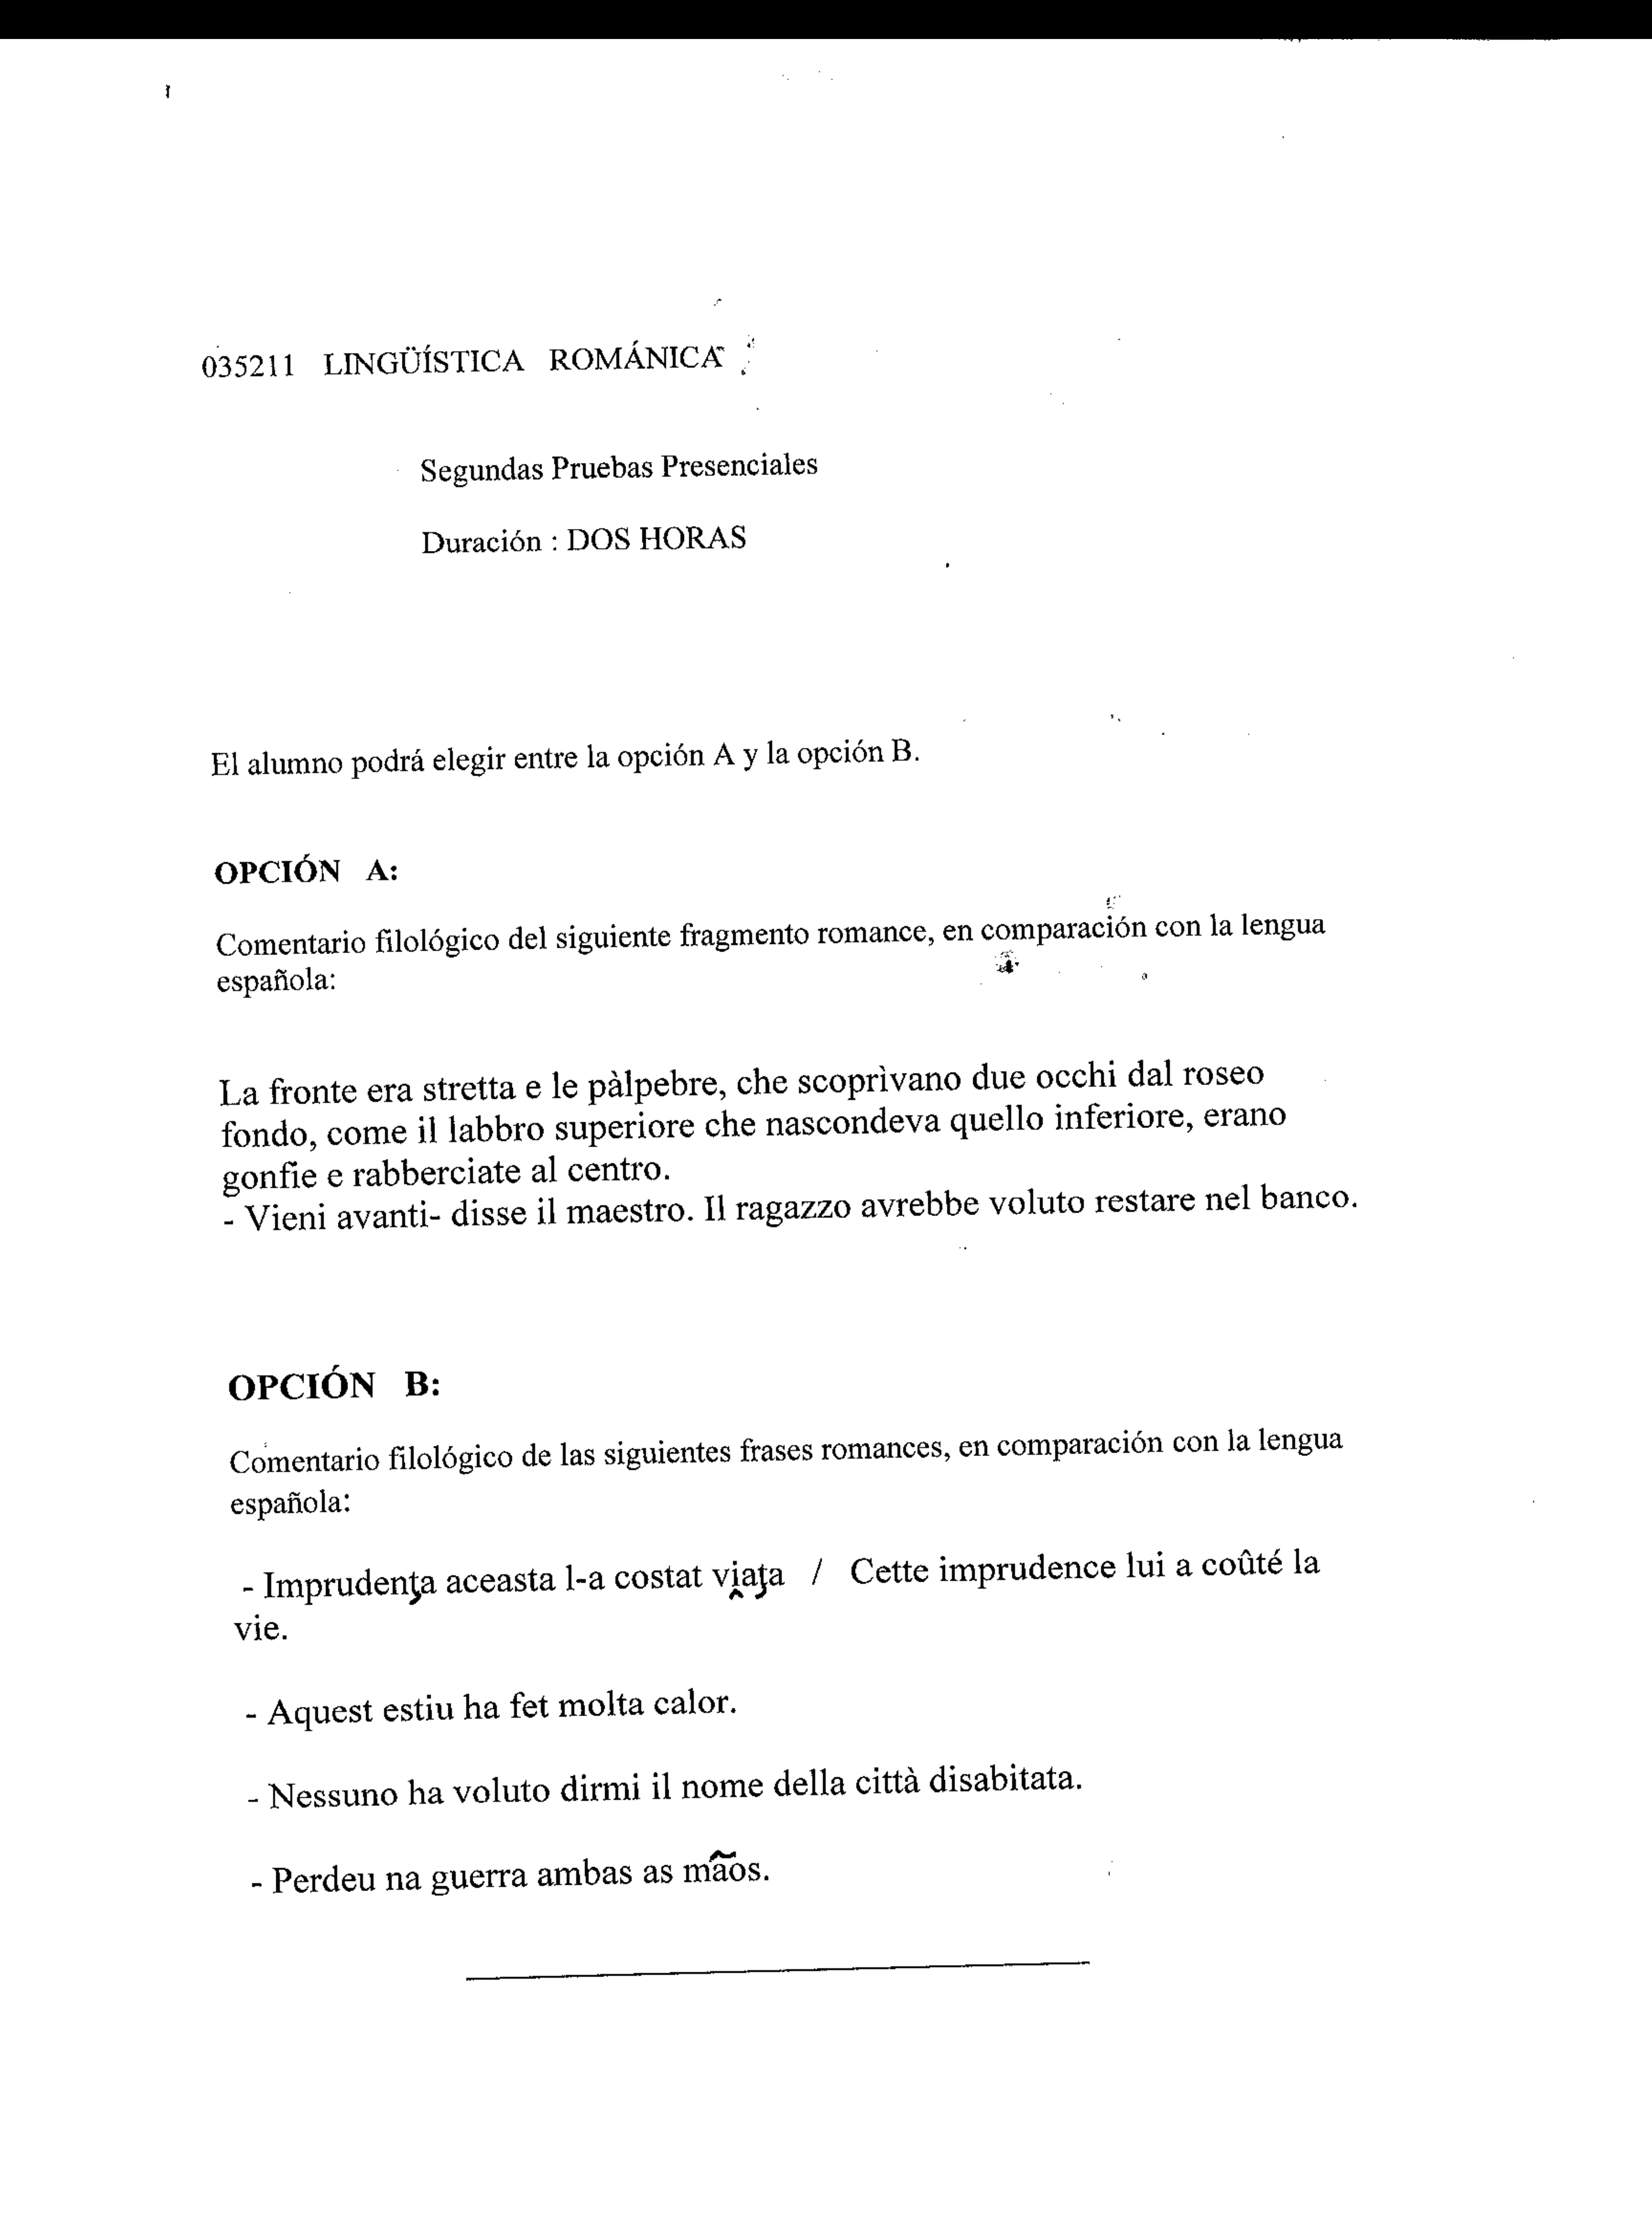 035211 LINGÜÍSTICA ROMÁNICA
Segundas Pruebas Presenciales
Duración : DOS HORAS
El alumno podrá elegir entre la opción A y la opción B.
OPCIÓN A:
Comentario filológico del siguiente fragmento romance, en comparación con la lengua
española:
La fronte era stretta e le pàlpebre, che scoprìvano due occhi dal roseo
fondo, come il labbro superiore che nascondeva quello inferiore, erano
gonfie e rabberciate al centro.
- Vieni avanti- disse il maestro. Il ragazzo avrebbe voluto restare nel banco.
OPCIÓN B:
Comentario filológico de las siguientes frases romances, en comparación con la lengua
española:
- Imprudenţa aceasta l-a costat vi̭aţa / Cette imprudence lui a coûté la
vie.
- Aquest estiu ha fet molta calor.
- Nessuno ha voluto dirmi il nome della città disabitata.
- Perdeu na guerra ambas as mãos.